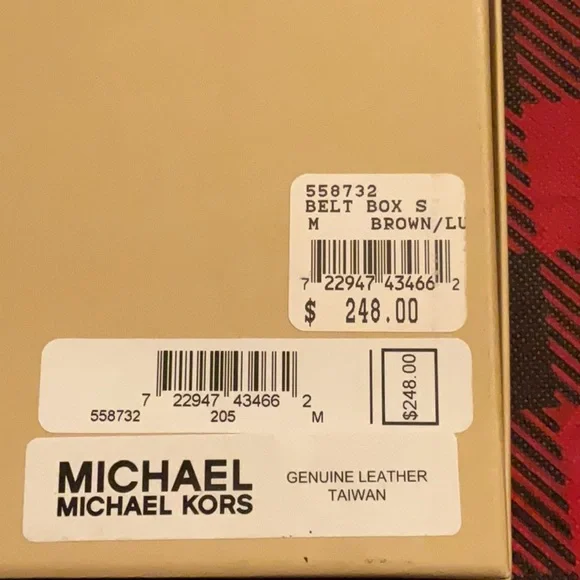 558732
BELT BOX S
M BROWN/LU
7 22947 43466 2
$ 248.00
7 22947 43466 2
558732 205 M
$248.00
MICHAEL
MICHAEL KORS
GENUINE LEATHER
TAIWAN